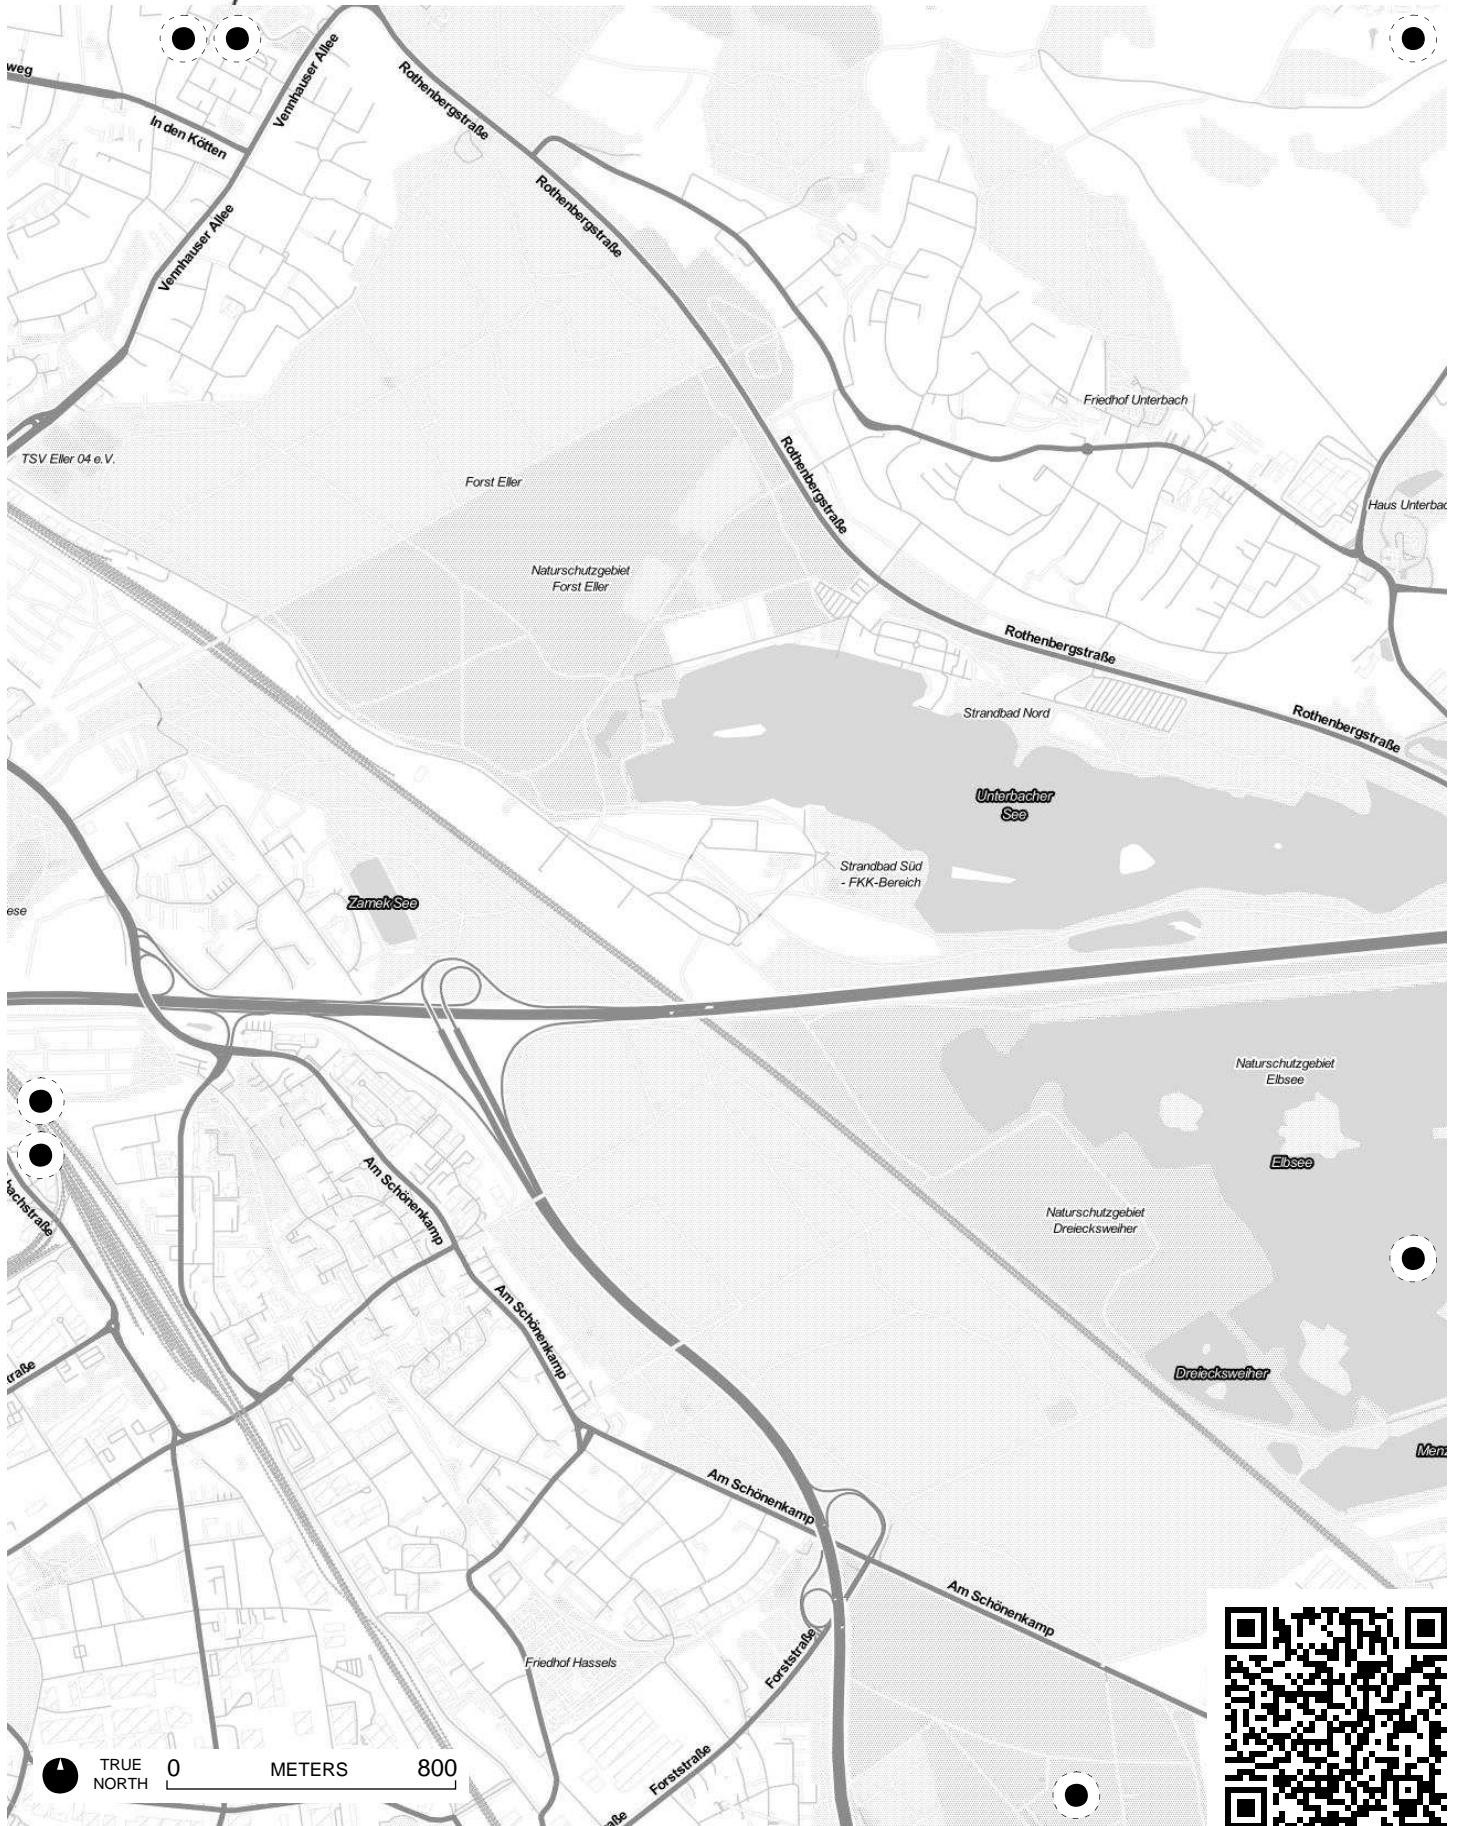 weg
Vennhauser Allee
Rothenbergstraße
In den Kötten
Rothenbergstraße
Vennhauser Allee
Friedhof Unterbach
TSV Eller 04 e.V.
Forst Eller
Rothenbergstraße
Haus Unterbac
Naturschutzgebiet
Forst Eller
Rothenbergstraße
Strandbad Nord
Rothenbergstraße
Unterbacher
See
Strandbad Süd
- FKK-Bereich
Zamek See
ese
Naturschutzgebiet
Elbsee
Elbsee
Am Schönenkamp
bachstraße
Naturschutzgebiet
Dreiecksweiher
Am Schönenkamp
traße
Dreiecksweiher
Menz
Am Schönenkamp
Am Schönenkamp
Friedhof Hassels
Forststraße
Forststraße
aße
TRUE
NORTH
0 METERS 800